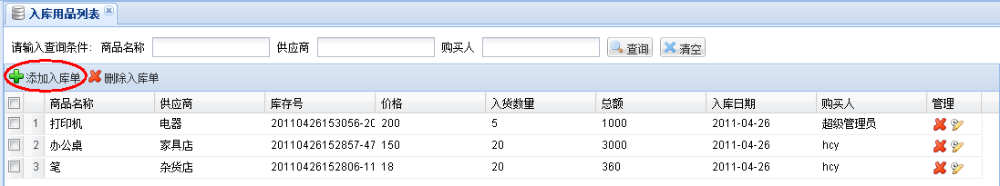 入库用品列表
请输入查询条件: 商品名称 供应商 购买人 查询 清空
添加入库单 删除入库单
商品名称 供应商 库存号 价格 入货数量 总额 入库日期 购买人 管理
1 打印机 电器 20110426153056-20 200 5 1000 2011-04-26 超级管理员
2 办公桌 家具店 20110426152857-47 150 20 3000 2011-04-26 hcy
3 笔 杂货店 20110426152806-11 18 20 360 2011-04-26 hcy